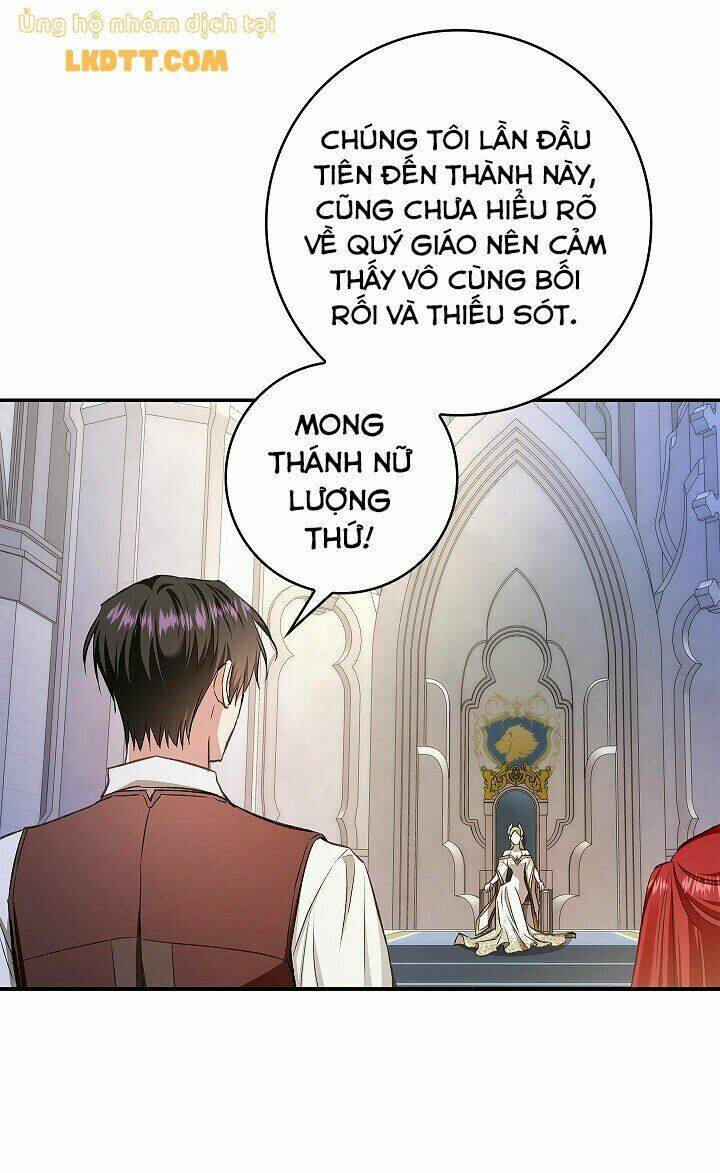 Ủng hộ nhóm dịch tại
LKDTT.COM
CHÚNG TÔI LẦN ĐẦU
TIÊN ĐẾN THÀNH NÀY,
CŨNG CHƯA HIỂU RÕ
VỀ QUÝ GIÁO NÊN CẢM
THẤY VÔ CÙNG BỐI
RỐI VÀ THIẾU SÓT.
MONG
THÁNH NỮ
LƯỢNG
THỨ!